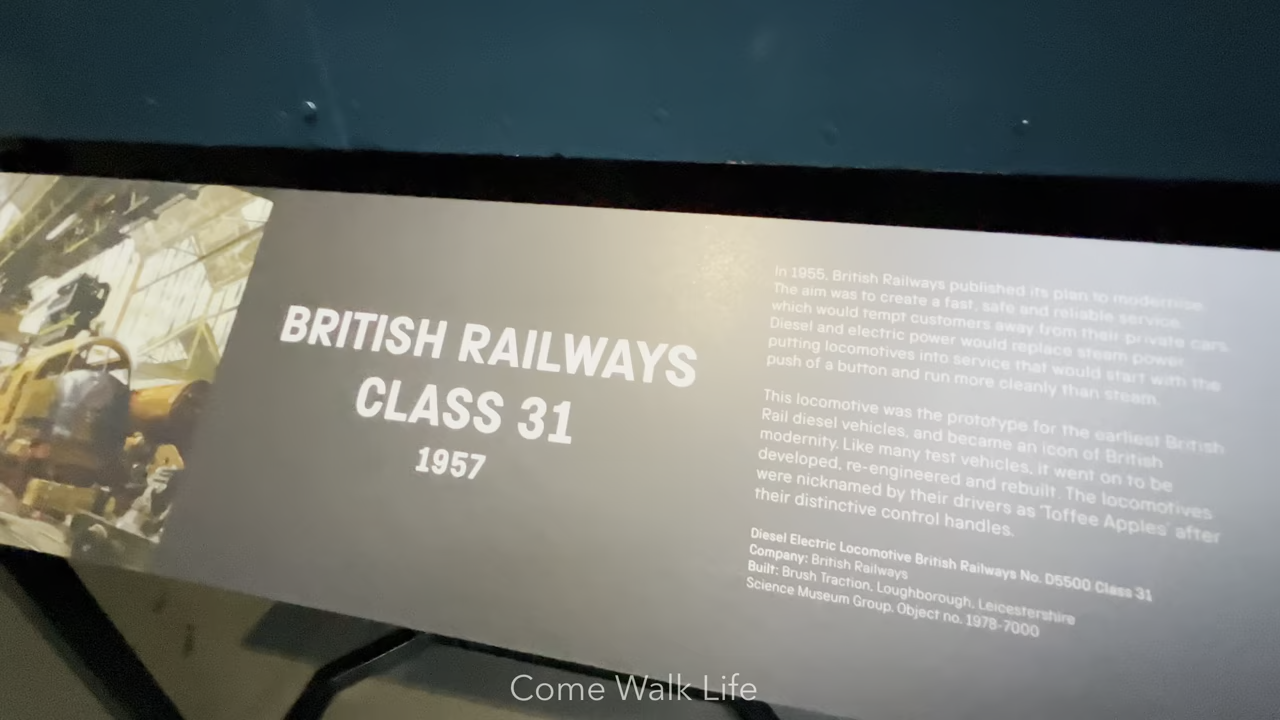 BRITISH RAILWAYS
CLASS 31
1957
In 1955, British Railways published its plan to modernise.
The aim was to create a fast, safe and reliable service,
which would tempt customers away from their private cars.
Diesel and electric power would replace steam power,
putting locomotives into service that would start with the
push of a button and run more cleanly than steam.
This locomotive was the prototype for the earliest British
Rail diesel vehicles, and became an icon of British
modernity. Like many test vehicles, it went on to be
developed, re-engineered and rebuilt. The locomotives
were nicknamed by their drivers as 'Toffee Apples' after
their distinctive control handles.
Diesel Electric Locomotive British Railways No. D5500 Class 31
Company: British Railways
Built: Brush Traction, Loughborough, Leicestershire
Science Museum Group. Object no. 1978-7000
Come Walk Life